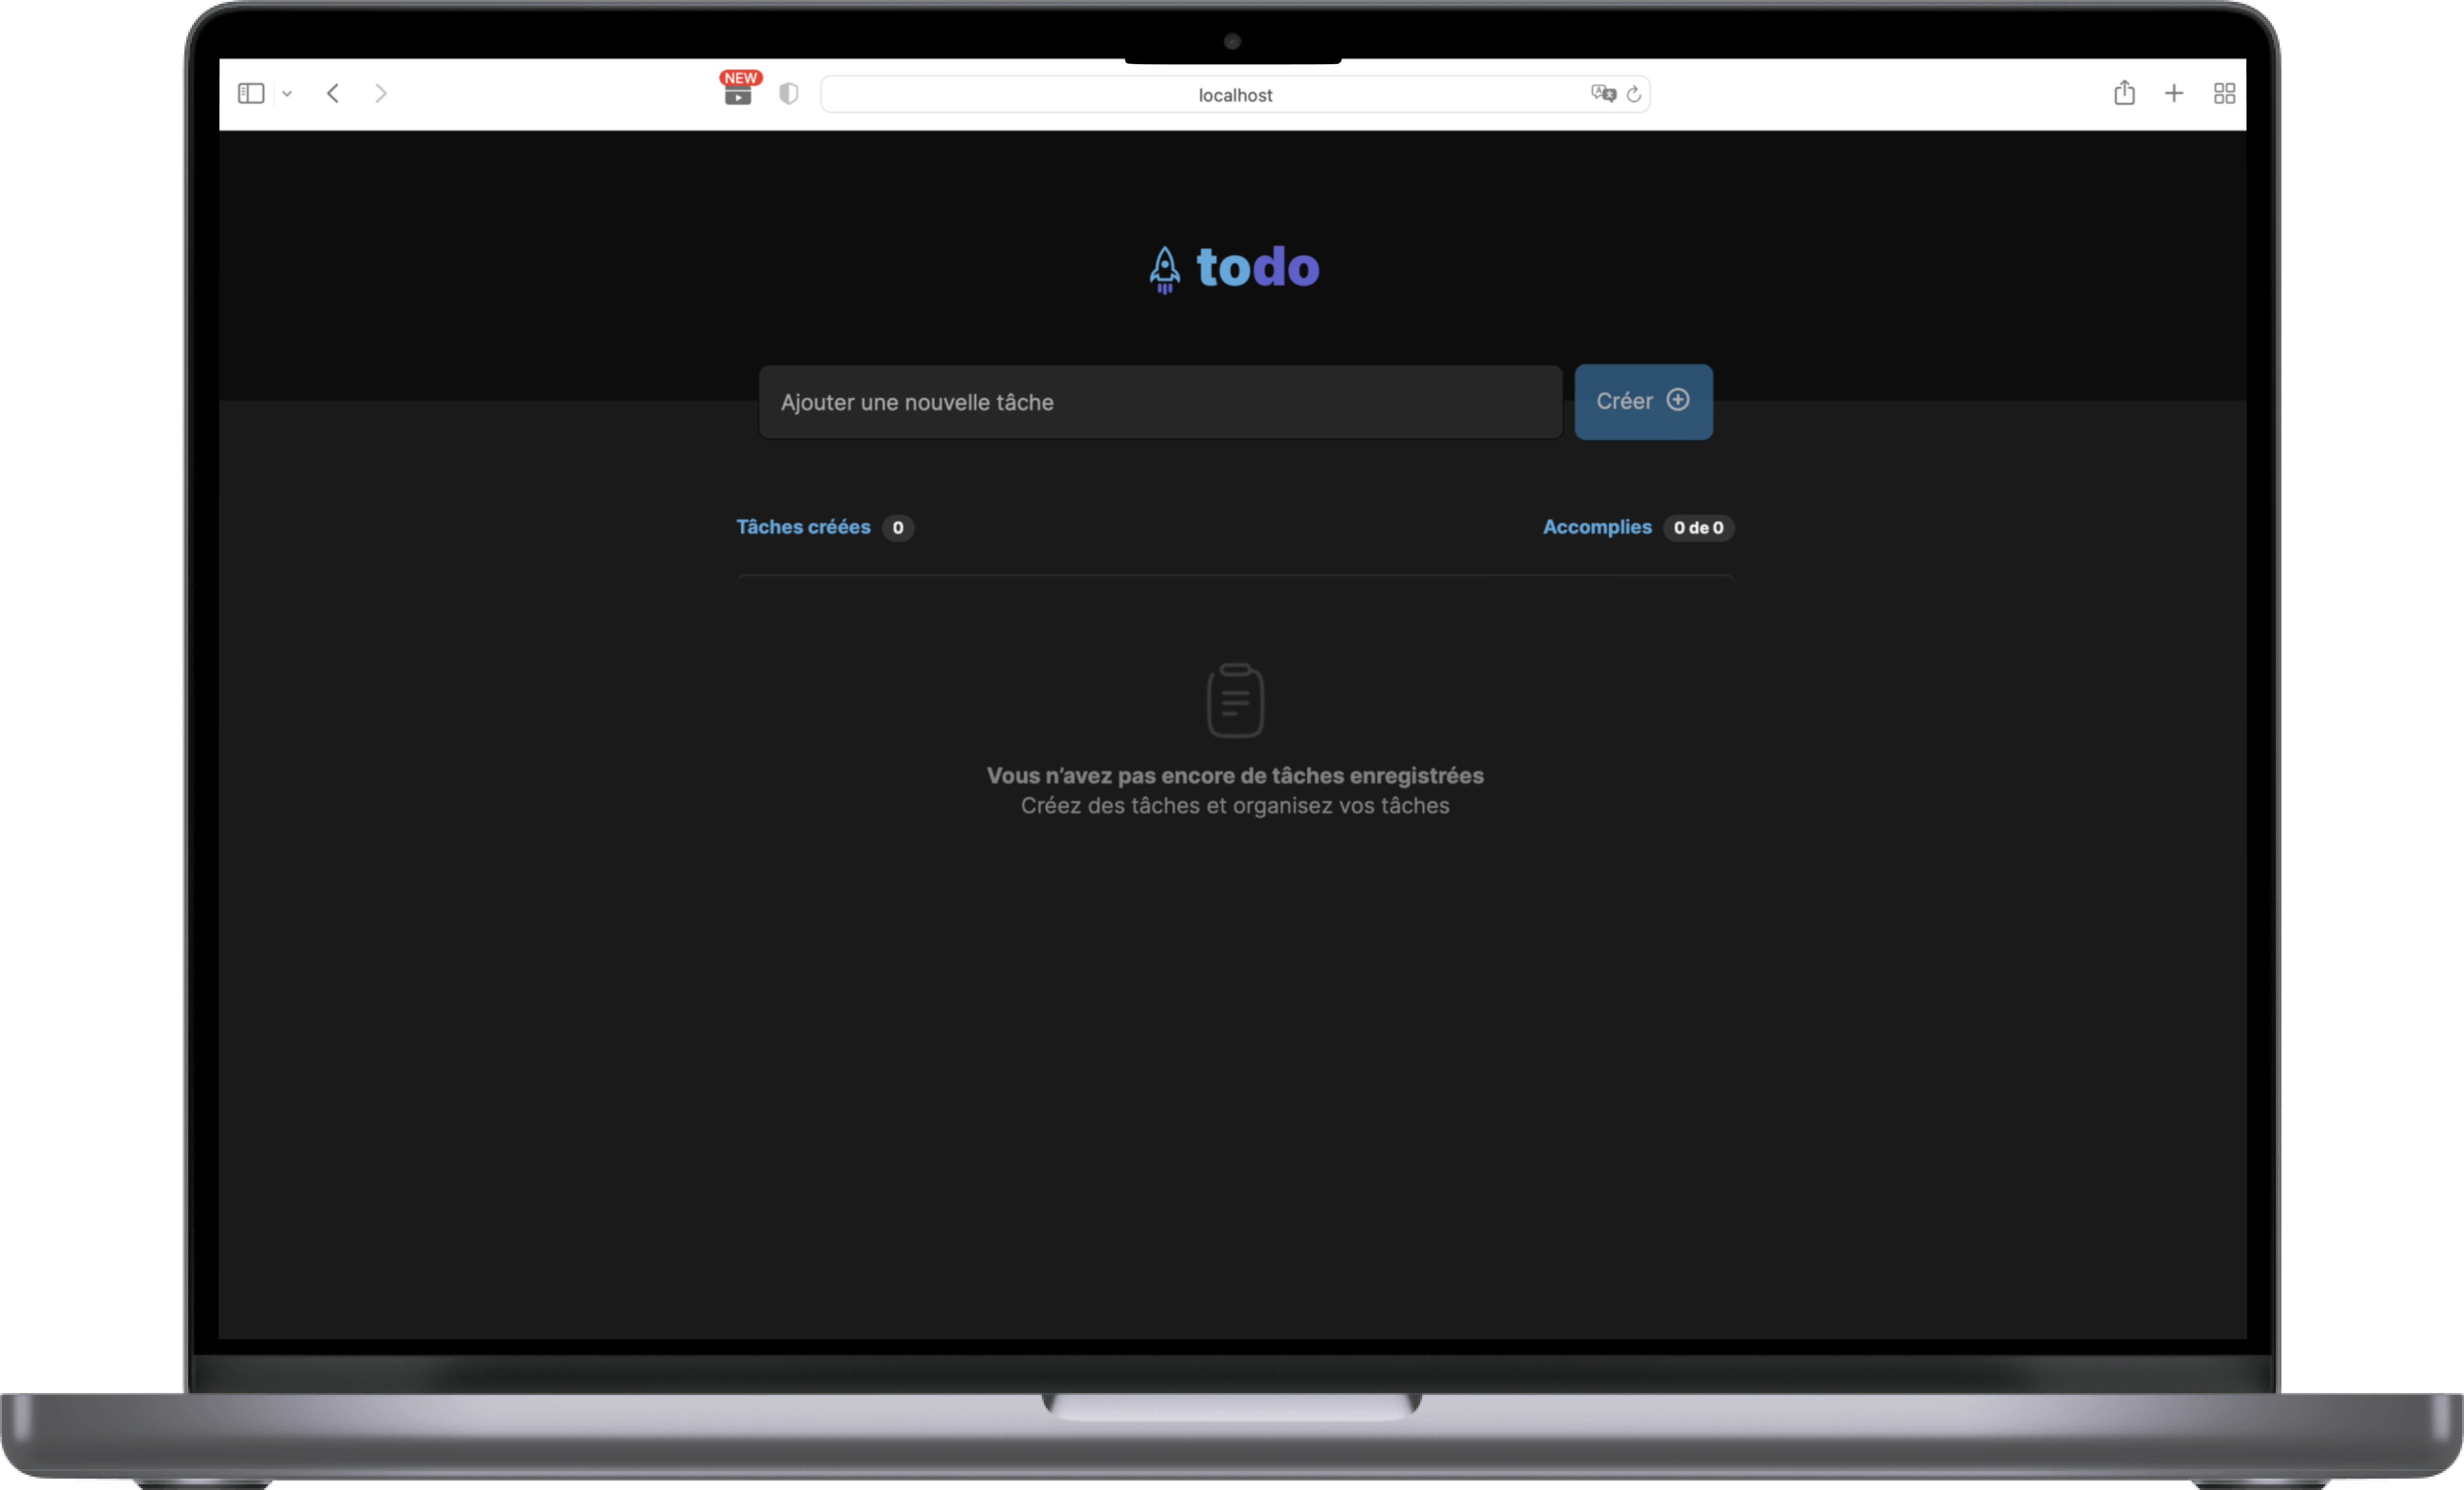 NEW
localhost
todo
Ajouter une nouvelle tâche
Créer
Tâches créées 0
Accomplies 0 de 0
Vous n’avez pas encore de tâches enregistrées
Créez des tâches et organisez vos tâches